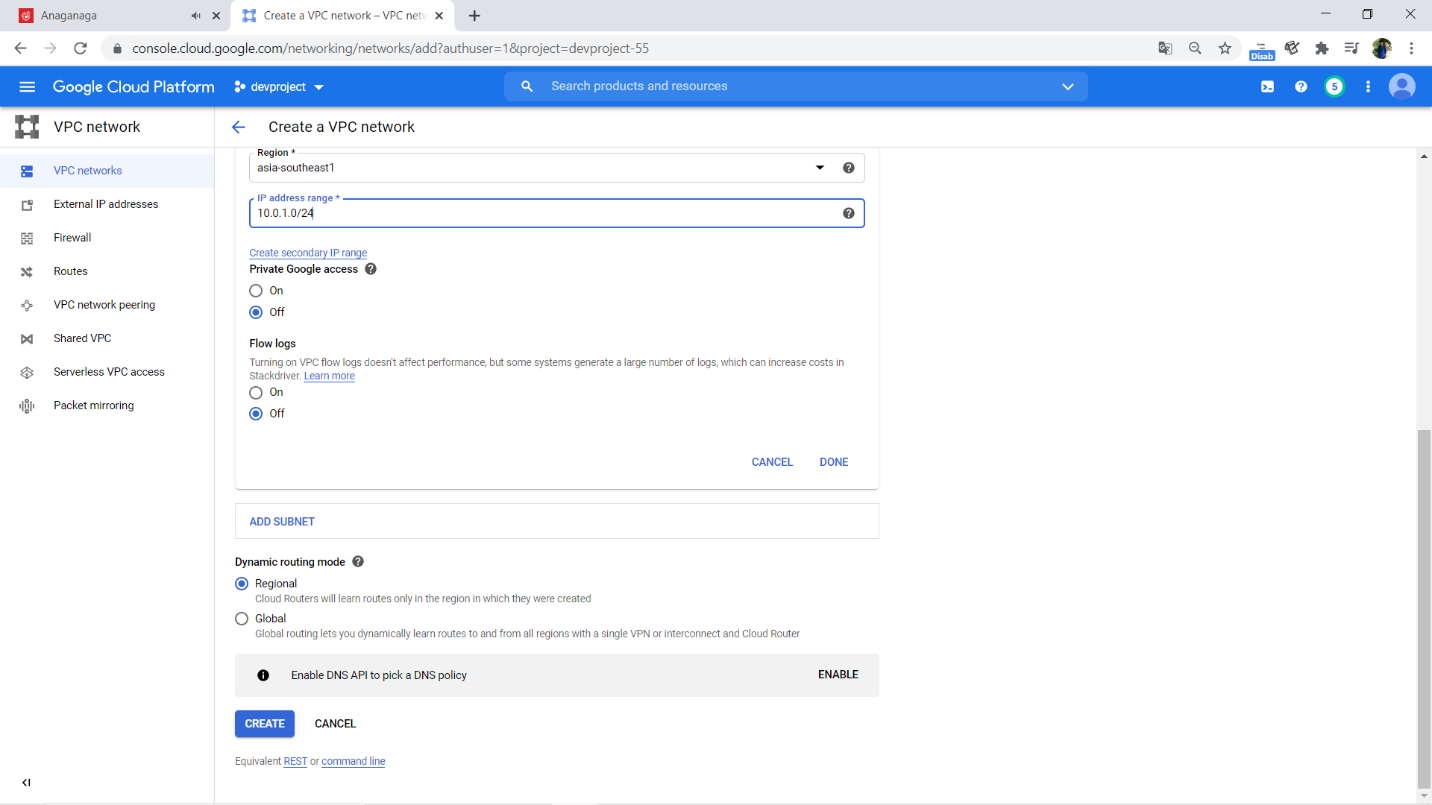 Anaganaga
Create a VPC network – VPC netw
console.cloud.google.com/networking/networks/add?authuser=1&project=devproject-55
Disab
Google Cloud Platform
devproject
Search products and resources
5
VPC network
Create a VPC network
VPC networks
External IP addresses
Firewall
Routes
VPC network peering
Shared VPC
Serverless VPC access
Packet mirroring
Region *
asia-southeast1
IP address range *
10.0.1.0/24
Create secondary IP range
Private Google access
On
Off
Flow logs
Turning on VPC flow logs doesn't affect performance, but some systems generate a large number of logs, which can increase costs in
Stackdriver. Learn more
On
Off
CANCEL DONE
ADD SUBNET
Dynamic routing mode
Regional
Cloud Routers will learn routes only in the region in which they were created
Global
Global routing lets you dynamically learn routes to and from all regions with a single VPN or interconnect and Cloud Router
Enable DNS API to pick a DNS policy ENABLE
CREATE CANCEL
Equivalent REST or command line